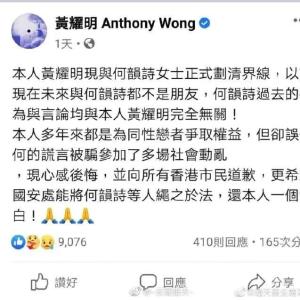 黃耀明 Anthony Wong
1天
本人黃耀明現與何韻詩女士正式劃清界線，以
現在未來與何韻詩都不是朋友，何韻詩過去的
為與言論均與本人黃耀明完全無關！
本人多年來都是為同性戀者爭取權益，但卻誤
何的謊言被騙參加了多場社會動亂
，現心感後悔，並向所有香港市民道歉，更希
國安處能將何韻詩等人繩之於法，還本人一個
白！🙏🙏🙏
9,076
410則回應・165次分
讚好
回應
分享